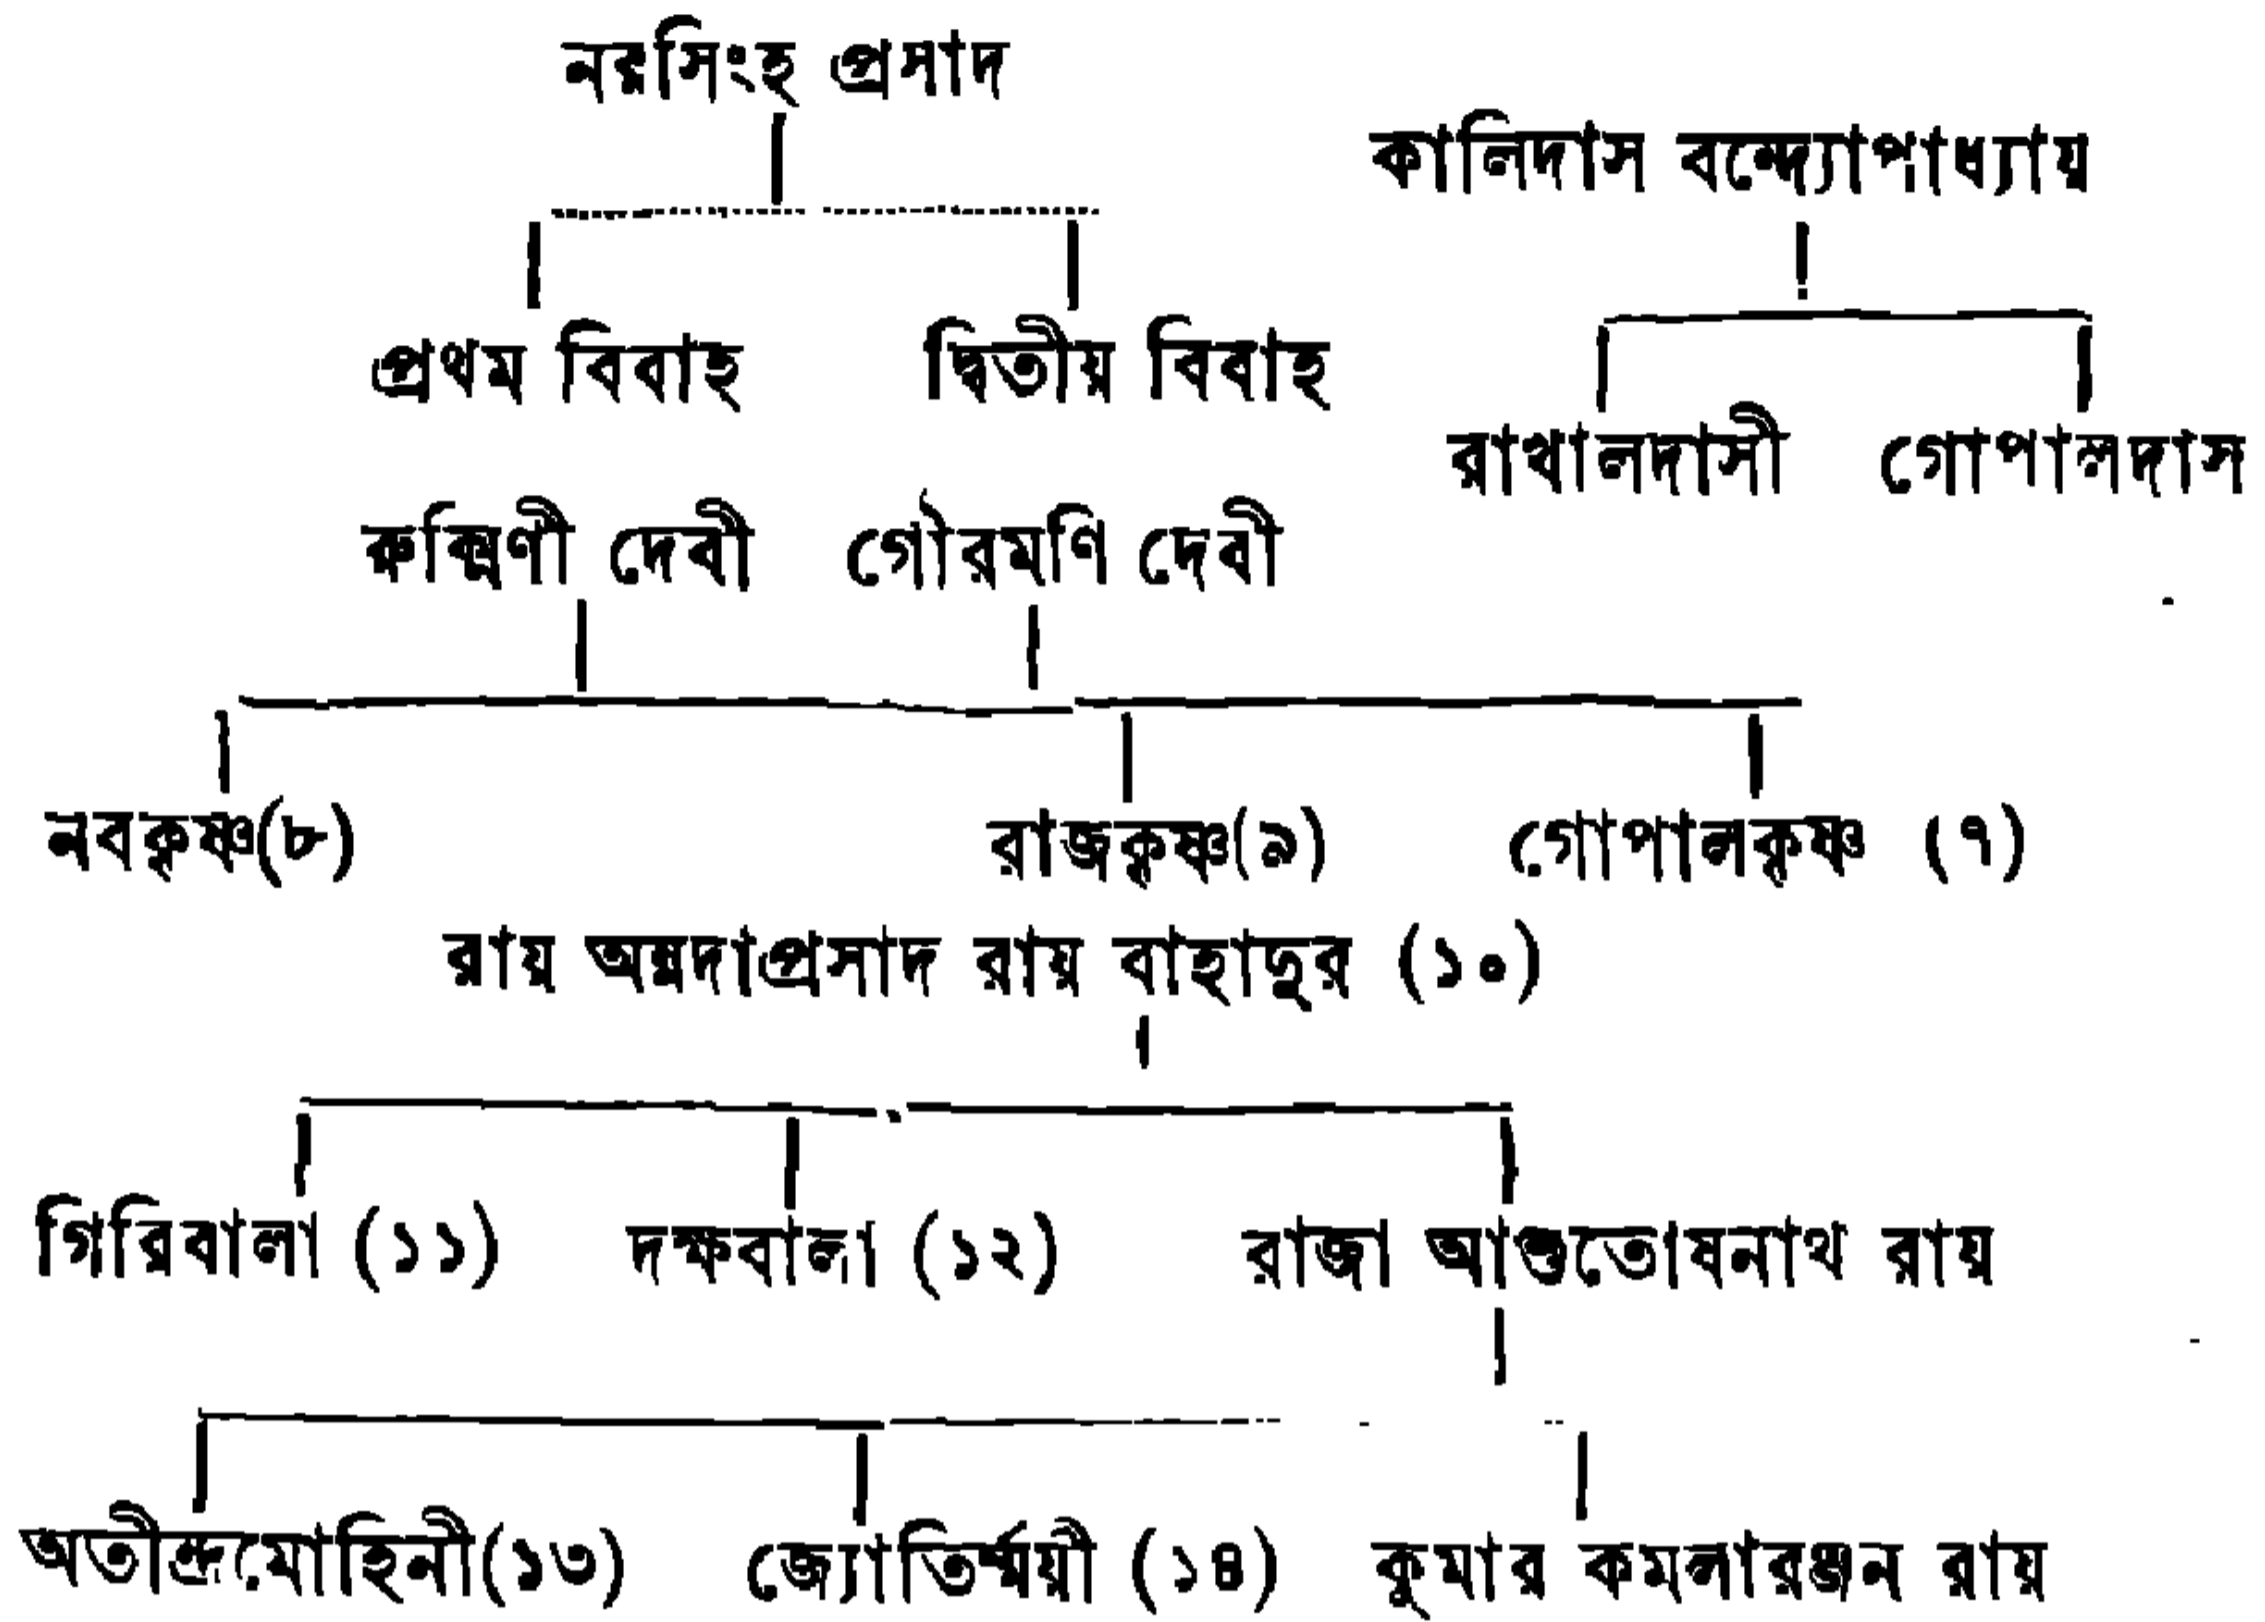 নরসিংহ প্রসাদ
কালিদাস বন্দ্যোপাধ্যায়
প্রথম বিবাহ দ্বিতীয় বিবাহ
রাখালদাসী গোপালদাস
রুক্মিণী দেবী গৌরমণি দেবী
নবকৃষ্ণ(৮) রাজকৃষ্ণ(৯) গোপালকৃষ্ণ (৭)
রায় অন্নদাপ্রসাদ রায় বাহাদুর (১০)
গিরিবালা (১১) দক্ষবালা (১২) রাজা আশুতোষনাথ রায়
অতীন্দ্রমোহিনী(১৩) জ্যোতির্ম্ময়ী (১৪) কুমার কমলারঞ্জন রায়